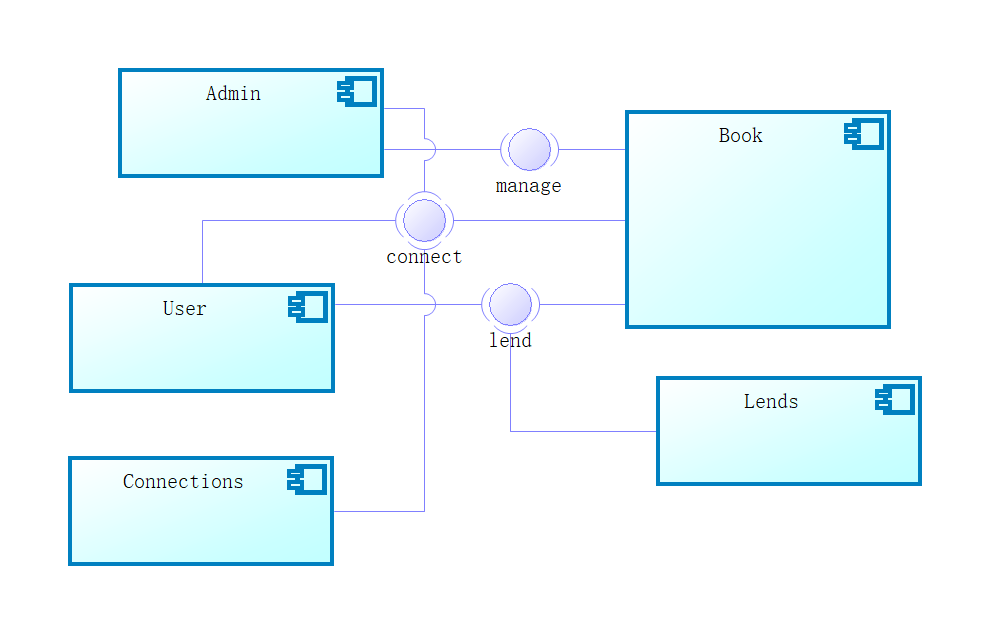 Admin
Book
manage
connect
User
lend
Lends
Connections